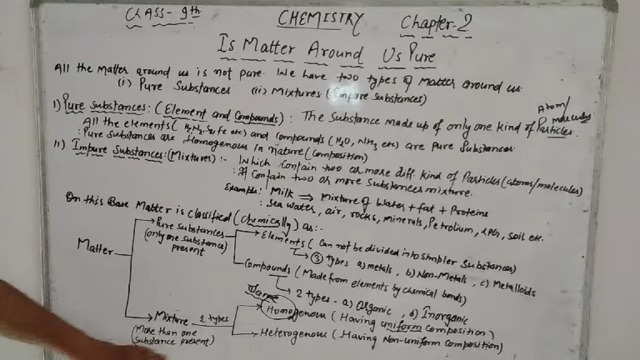 CLASS- 9th CHEMISTRY Chapter-2
Is Matter Around Us Pure
All the Matter around us is not pure. We have two types of Matter around us
(i) Pure Substances (ii) Mixtures (Impure Substances)
I) Pure Substances: (Element and Compounds): The Substance made up of only one kind of Particles. Atom/molecules
All the elements (H2, N2, S, Fe etc) and compounds (H2O, NH3 etc) are Pure Substances
: Pure Substances are Homogenous in nature (Composition)
II) Impure Substances: (Mixtures) :- Which contain two or more diff kind of Particles (atoms/molecules)
: It Contain two or more Substances mixture.
Example: Milk ⇒ Mixture of Water + fat + Proteins
: Sea water, air, rocks, minerals, Petrolium, LPG, Soil etc.
On this Base Matter is classified (chemically) as :-
Matter
Pure Substances
(only one substance present)
Elements (Can not be divided into Simpler Substances)
③ types a) metals, b) Non-Metals, c) Metalloids
Compounds (Made from elements by chemical bonds)
2 types - a) Organic, b) Inorganic
Mixture 2 types
(More than one Substance present)
Same
Homogenous (Having uniform composition)
Heterogenous (Having Non-uniform composition)